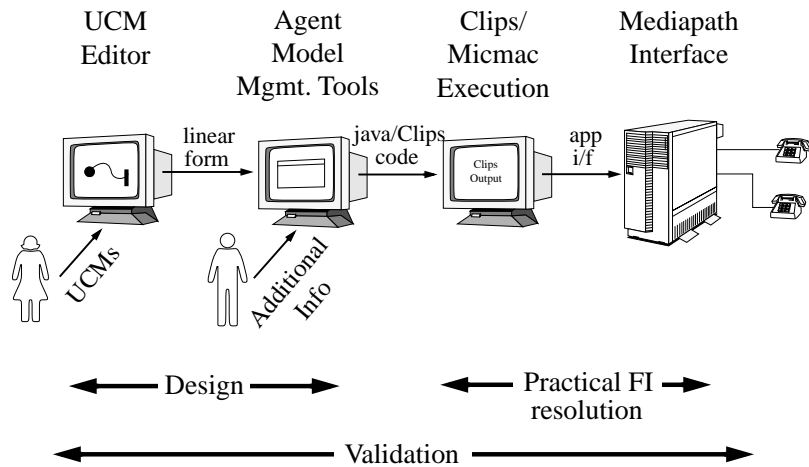 UCM
Editor
Agent
Model
Mgmt. Tools
Clips/
Micmac
Execution
Mediapath
Interface
linear
form
java/Clips
code
app
i/f
Clips
Output
UCMs
Additional
Info
Design
Practical FI
resolution
Validation